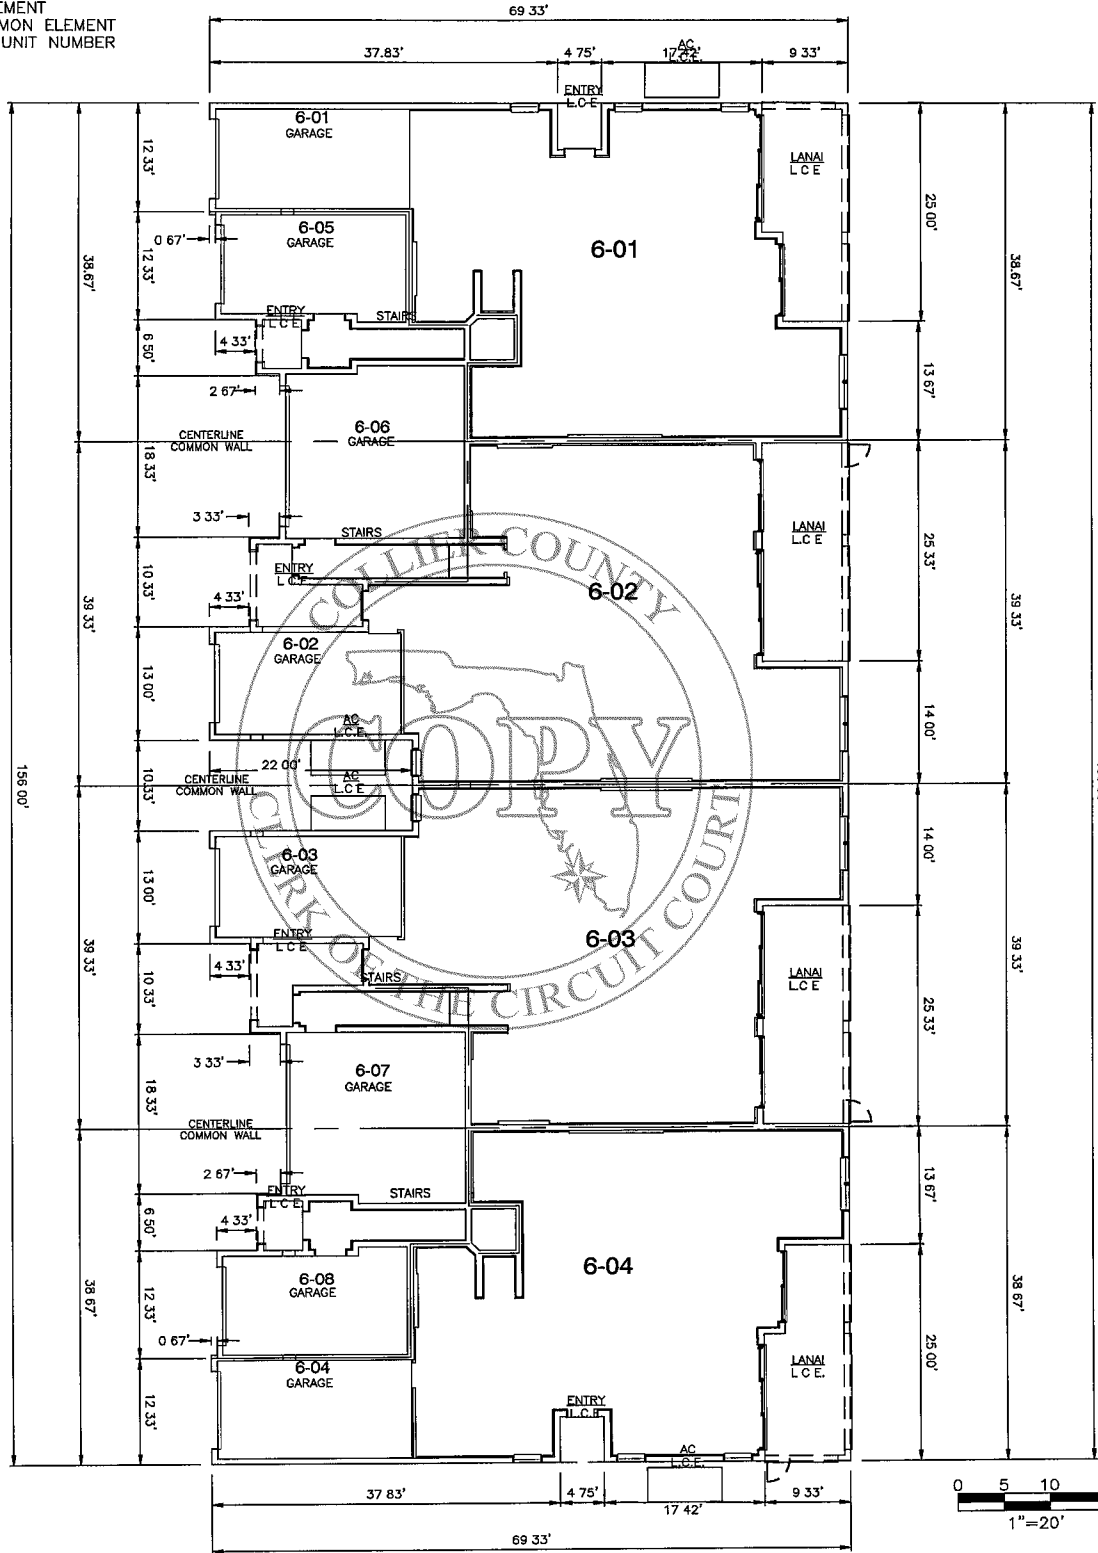 EMENT
MON ELEMENT
UNIT NUMBER
69 33'
37.83'
4 75'
17 42'
9 33'
AC
L.C.E.
ENTRY
L.C.E
6-01
GARAGE
LANAI
L C E
12 33'
25 00'
6-05
GARAGE
0 67'
12 33'
6-01
38.67'
38.67'
ENTRY
L C E
STAIRS
4 33'
6 50'
13 67'
2 67'
6-06
GARAGE
CENTERLINE
COMMON WALL
18 33'
3 33'
STAIRS
LANAI
L.C E
25 33'
COLLIER COUNTY
ENTRY
L C E
10.33'
4 33'
6-02
39 33'
39 33'
6-02
GARAGE
13 00'
AC
L.C.E.
14 00'
COPY
22 00'
156 00'
CENTERLINE
COMMON WALL
AC
L.C E
10.33'
14 00'
6-03
GARAGE
13 00'
CLERK OF THE CIRCUIT COURT
ENTRY
L C E
6-03
4 33'
STAIRS
10 33'
39 33'
39 33'
LANAI
L.C E
25 33'
3 33'
6-07
GARAGE
18 33'
CENTERLINE
COMMON WALL
2 67'
ENTRY
L C E
STAIRS
13 67'
4 33'
6 50'
6-04
6-08
GARAGE
38 67'
38 67'
12 33'
0 67'
25 00'
6-04
GARAGE
LANAI
L C E.
12 33'
ENTRY
L.C.E
AC
L.C.E.
37 83'
4 75'
17 42'
9 33'
69 33'
0 5 10
1"=20'